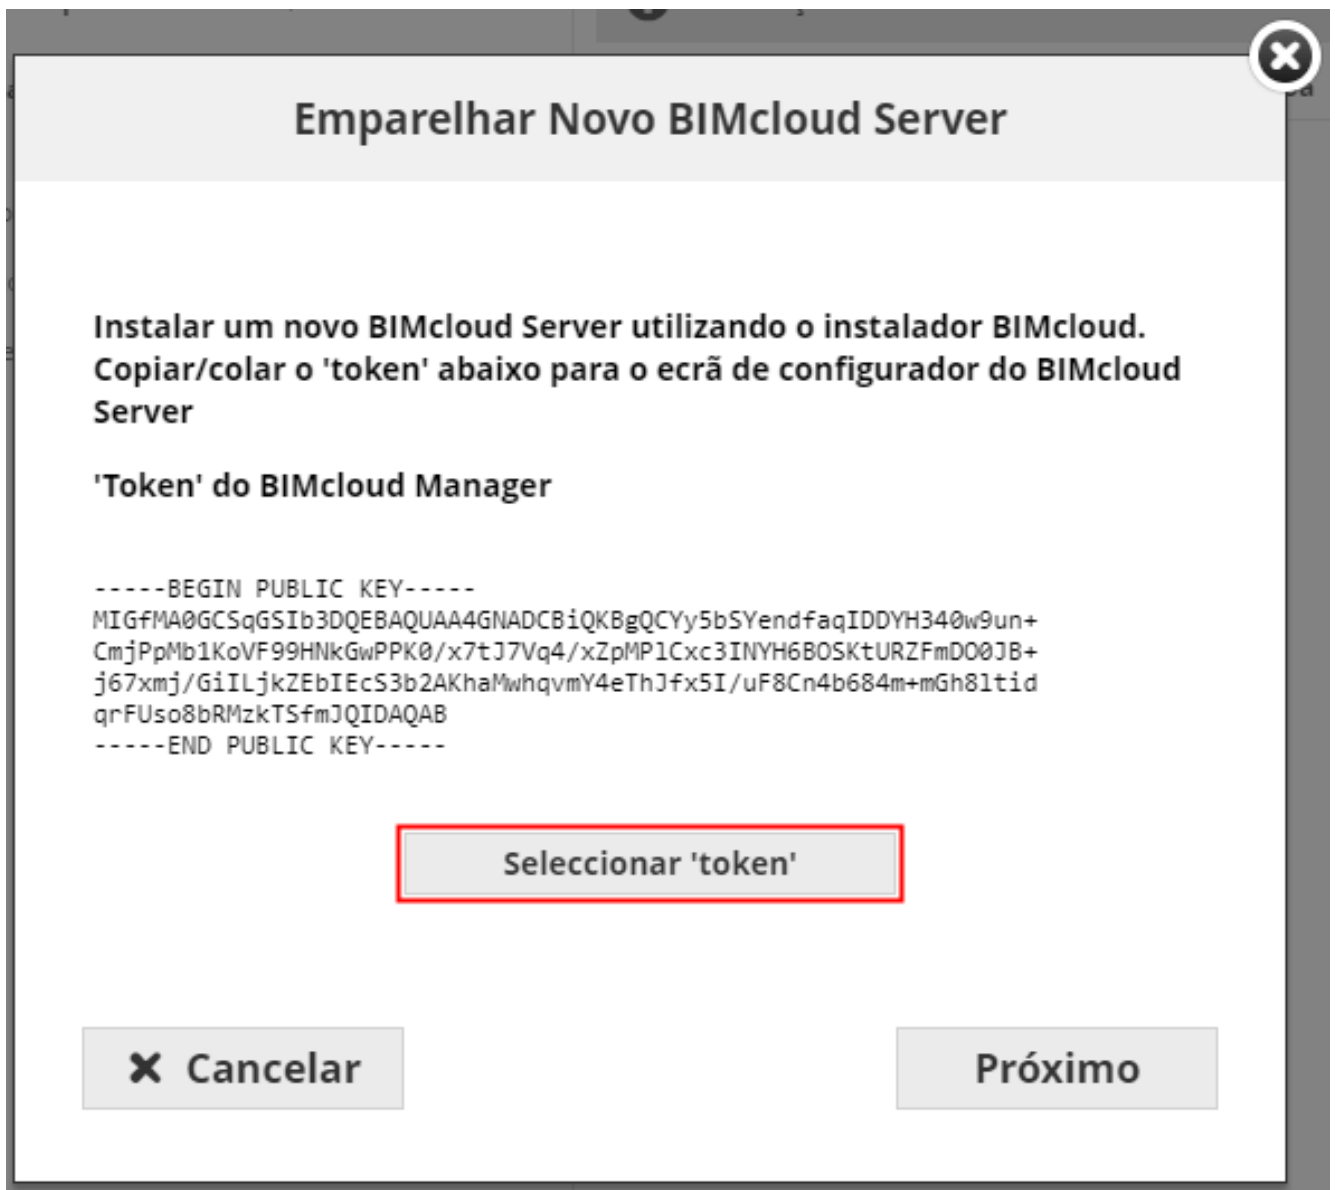 Emparelhar Novo BIMcloud Server
Instalar um novo BIMcloud Server utilizando o instalador BIMcloud.
Copiar/colar o 'token' abaixo para o ecrã de configurador do BIMcloud
Server
'Token' do BIMcloud Manager
-----BEGIN PUBLIC KEY-----
MIGfMA0GCSqGSIb3DQEBAQUAA4GNADCBiQKBgQCYy5bSYendfaqIDDYH340w9un+
CmjPpMb1KoVF99HNkGwPPK0/x7tJ7Vq4/xZpMPlCxc3INYH6BOSKtURZFmDO0JB+
j67xmj/GiILjkZEbIEcS3b2AKhaMwhqvmY4eThJfx5I/uF8Cn4b684m+mGh8ltid
qrFUso8bRMzkTSfmJQIDAQAB
-----END PUBLIC KEY-----
Seleccionar 'token'
Cancelar
Próximo